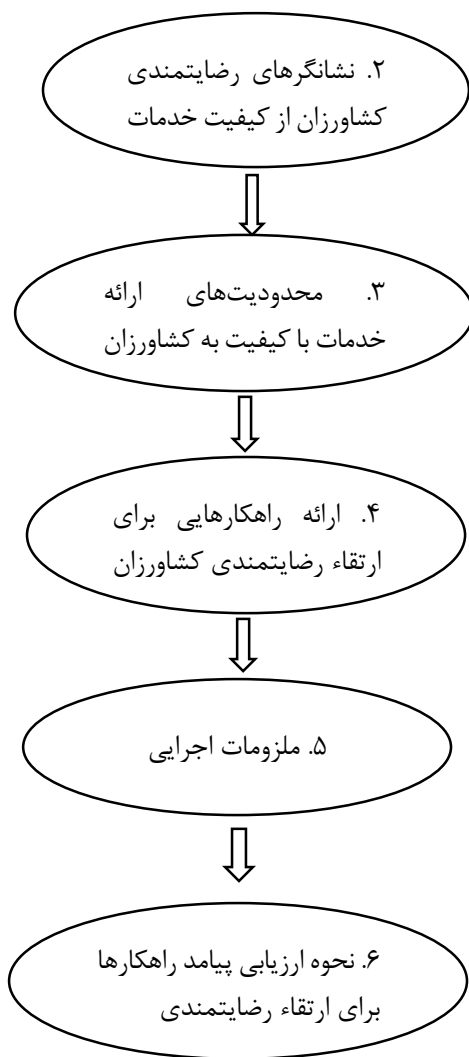 ۲. نشانگرهای رضایتمندی
کشاورزان از کیفیت خدمات
۳. محدودیت‌های ارائه
خدمات با کیفیت به کشاورزان
۴. ارائه راهکارهایی برای
ارتقاء رضایتمندی کشاورزان
۵. ملزومات اجرایی
۶. نحوه ارزیابی پیامد راهکارها
برای ارتقاء رضایتمندی